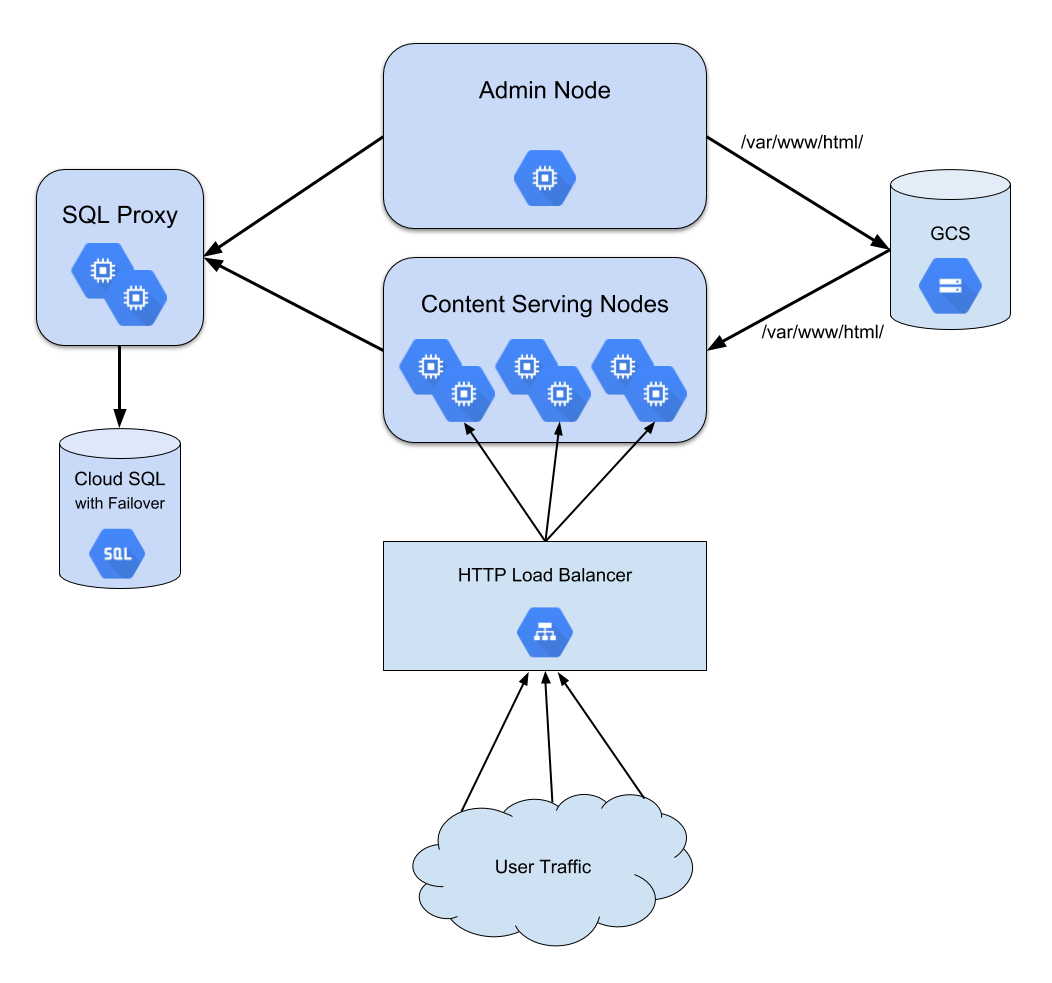 Admin Node
/var/www/html/
SQL Proxy
GCS
Content Serving Nodes
/var/www/html/
Cloud SQL
with Failover
SQL
HTTP Load Balancer
User Traffic